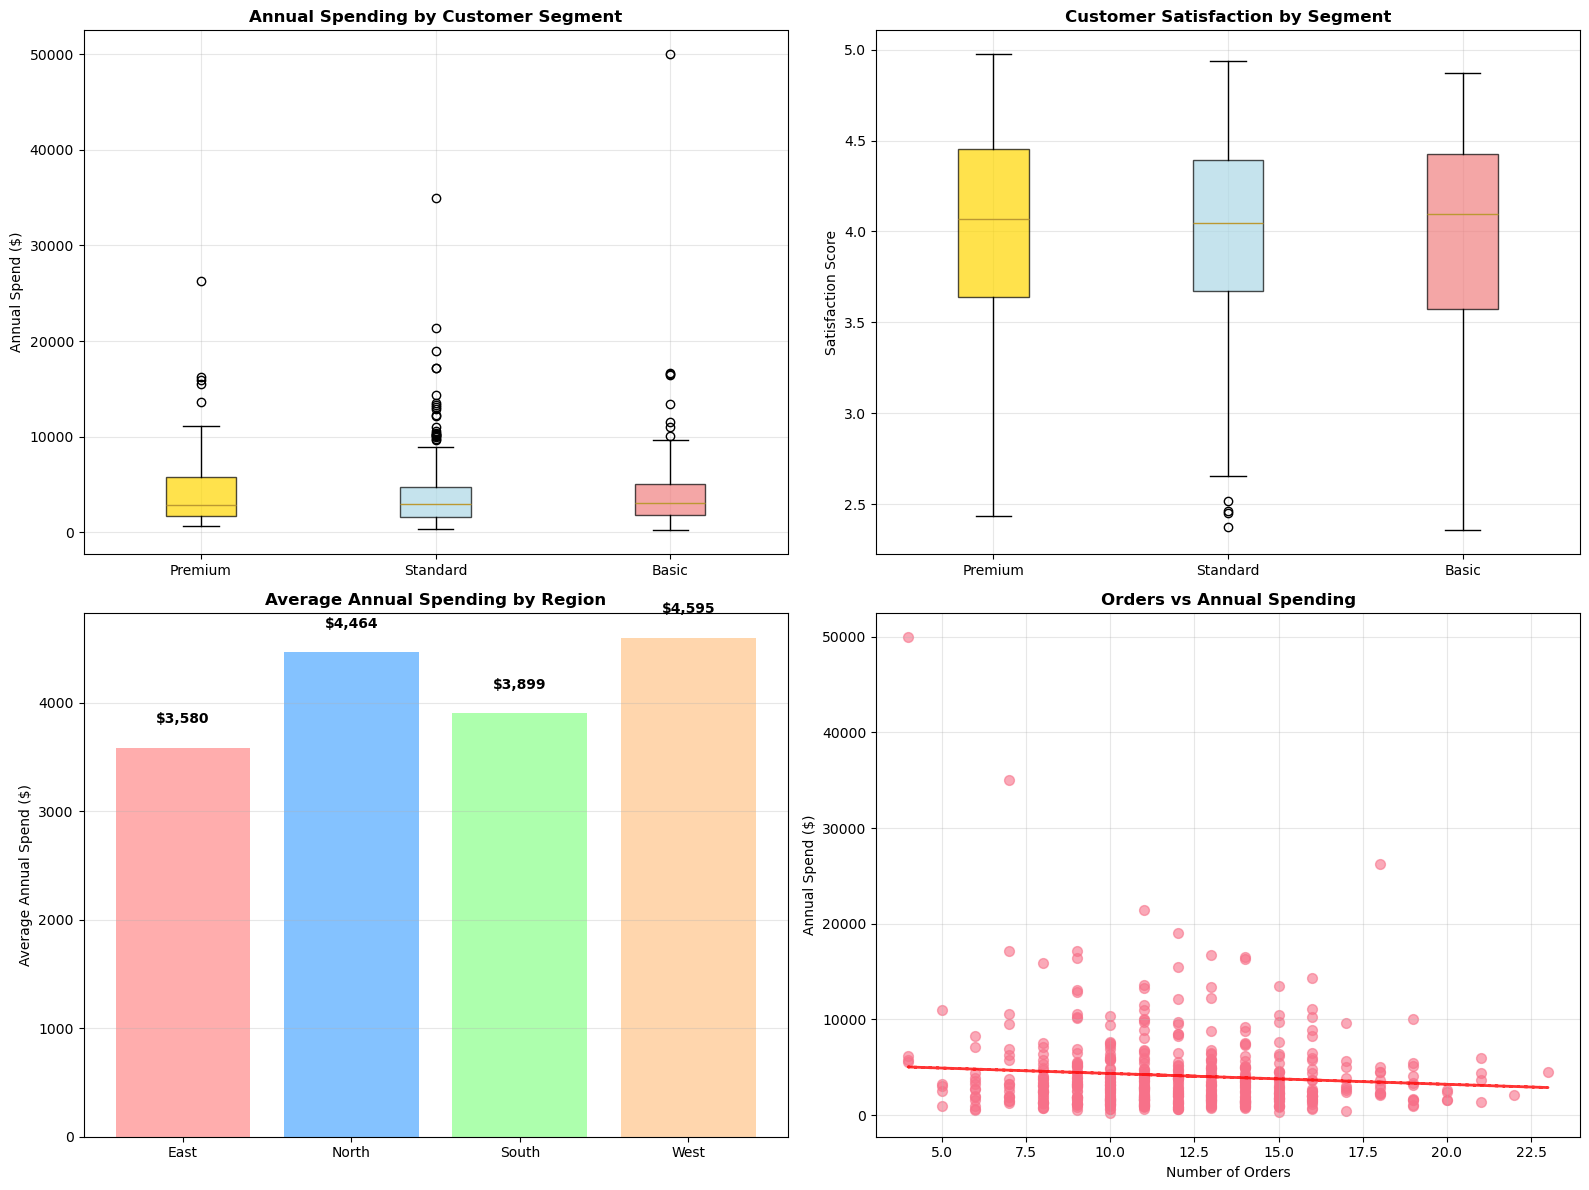 Annual Spending by Customer Segment
Annual Spend ($)
50000
40000
30000
20000
10000
0
Premium
Standard
Basic
Customer Satisfaction by Segment
Satisfaction Score
5.0
4.5
4.0
3.5
3.0
2.5
Premium
Standard
Basic
Average Annual Spending by Region
Average Annual Spend ($)
4000
3000
2000
1000
0
$3,580
$4,464
$3,899
$4,595
East
North
South
West
Orders vs Annual Spending
Annual Spend ($)
50000
40000
30000
20000
10000
0
5.0
7.5
10.0
12.5
15.0
17.5
20.0
22.5
Number of Orders